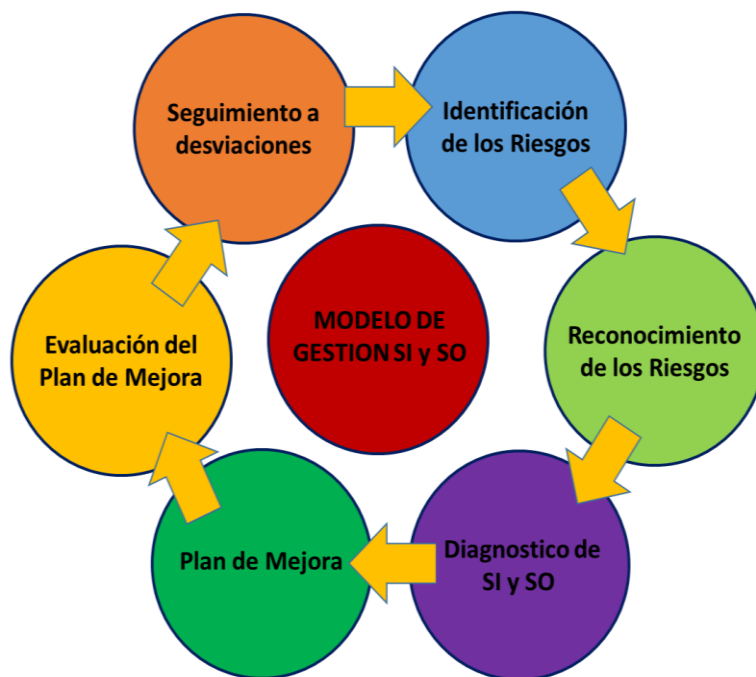 Seguimiento a
desviaciones
Identificación
de los Riesgos
Reconocimiento
de los Riesgos
Diagnostico de
SI y SO
Plan de Mejora
Evaluación del
Plan de Mejora
MODELO DE
GESTION SI y SO